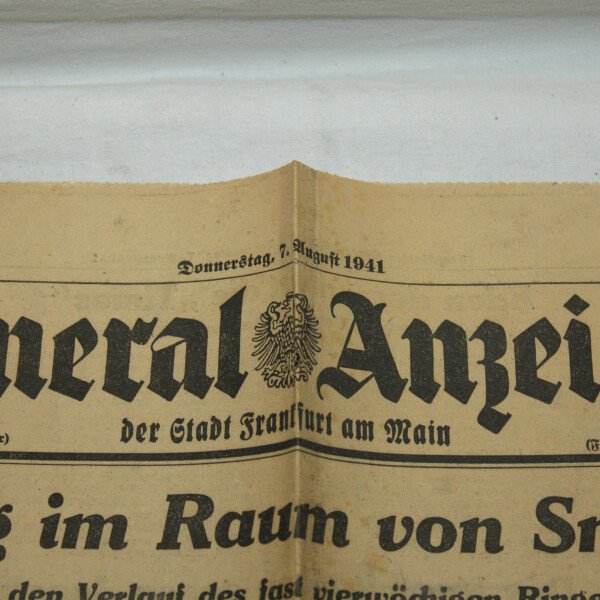 Donnerstag, 7. August 1941
neral Anzei
der Stadt Frankfurt am Main
r) (F
g im Raum von Sm
den Verlauf des fast vierwöchigen Ringe